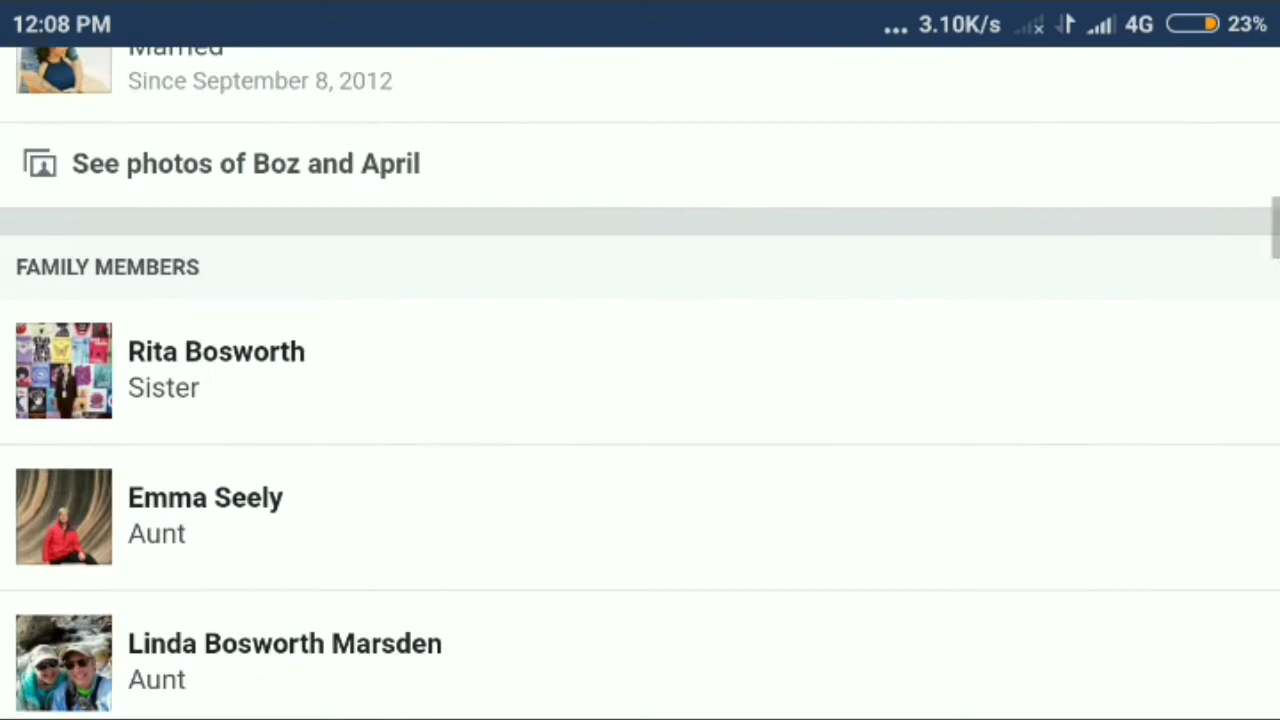 12:08 PM
... 3.10K/s 4G 23%
Married
Since September 8, 2012
See photos of Boz and April
FAMILY MEMBERS
Rita Bosworth
Sister
Emma Seely
Aunt
Linda Bosworth Marsden
Aunt